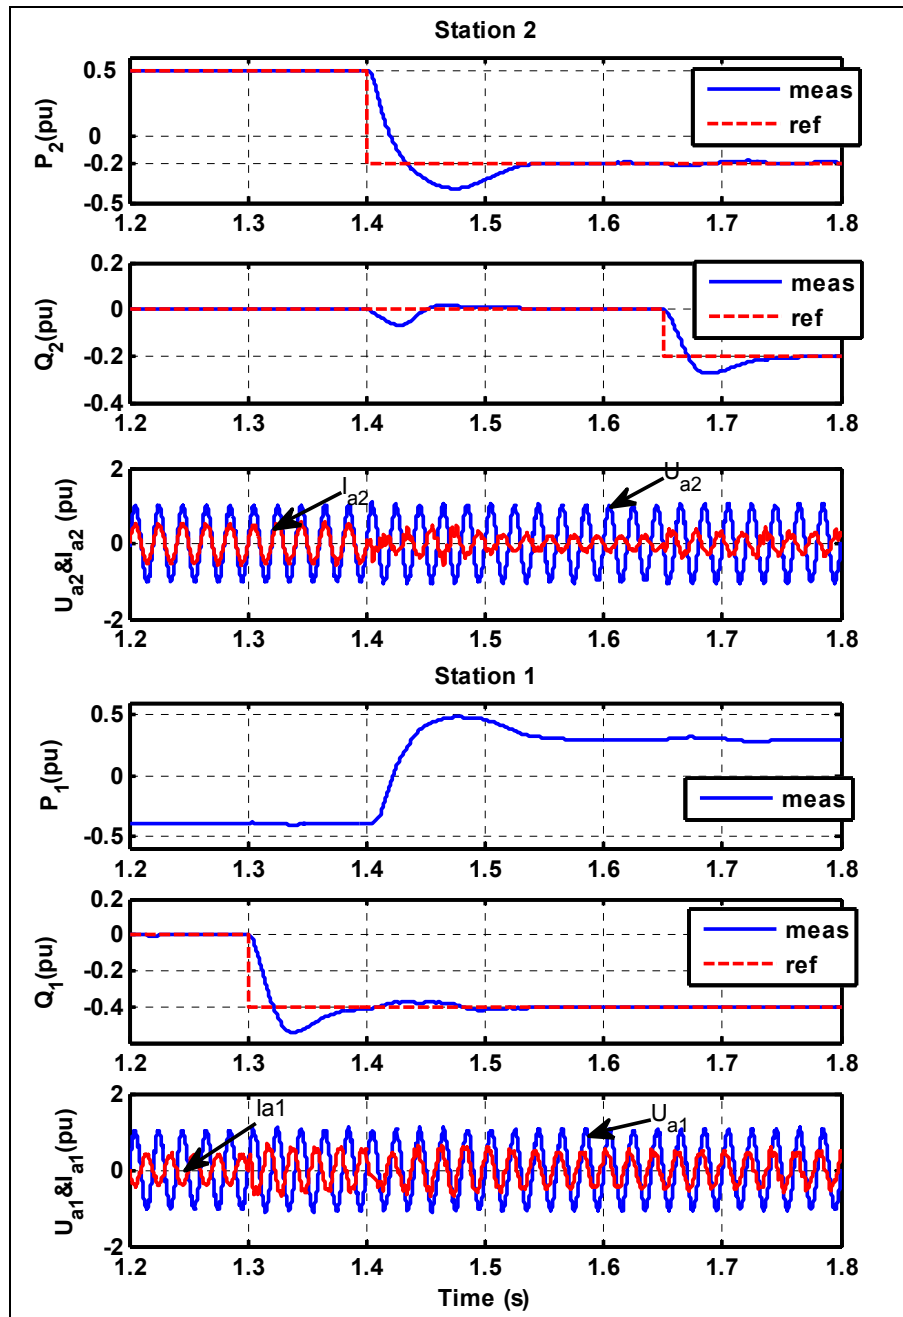 Station 2
P2(pu)
0.5
0
-0.2
-0.5
meas
ref
1.2 1.3 1.4 1.5 1.6 1.7 1.8
Q2(pu)
0.2
0
-0.2
-0.4
meas
ref
1.2 1.3 1.4 1.5 1.6 1.7 1.8
Ua2&Ia2 (pu)
2
0
-2
Ia2
Ua2
1.2 1.3 1.4 1.5 1.6 1.7 1.8
Station 1
P1(pu)
0.5
0
-0.5
meas
1.2 1.3 1.4 1.5 1.6 1.7 1.8
Q1(pu)
0.2
0
-0.2
-0.4
meas
ref
1.2 1.3 1.4 1.5 1.6 1.7 1.8
Ua1&Ia1(pu)
2
0
-2
Ia1
Ua1
1.2 1.3 1.4 1.5 1.6 1.7 1.8
Time (s)